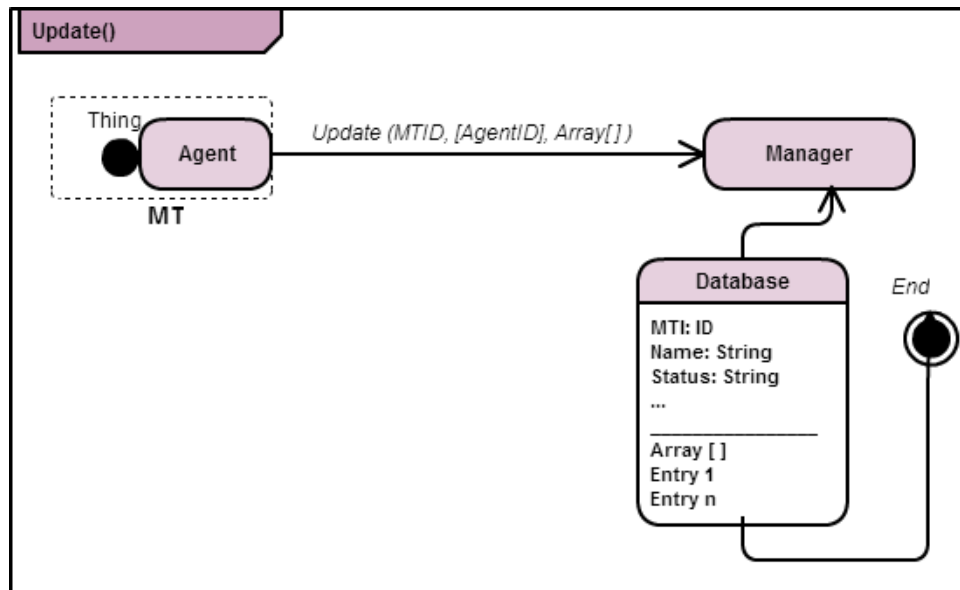 Update()
Thing
Agent
MT
Update (MTID, [AgentID], Array[ ] )
Manager
Database
MTI: ID
Name: String
Status: String
...
Array [ ]
Entry 1
Entry n
End